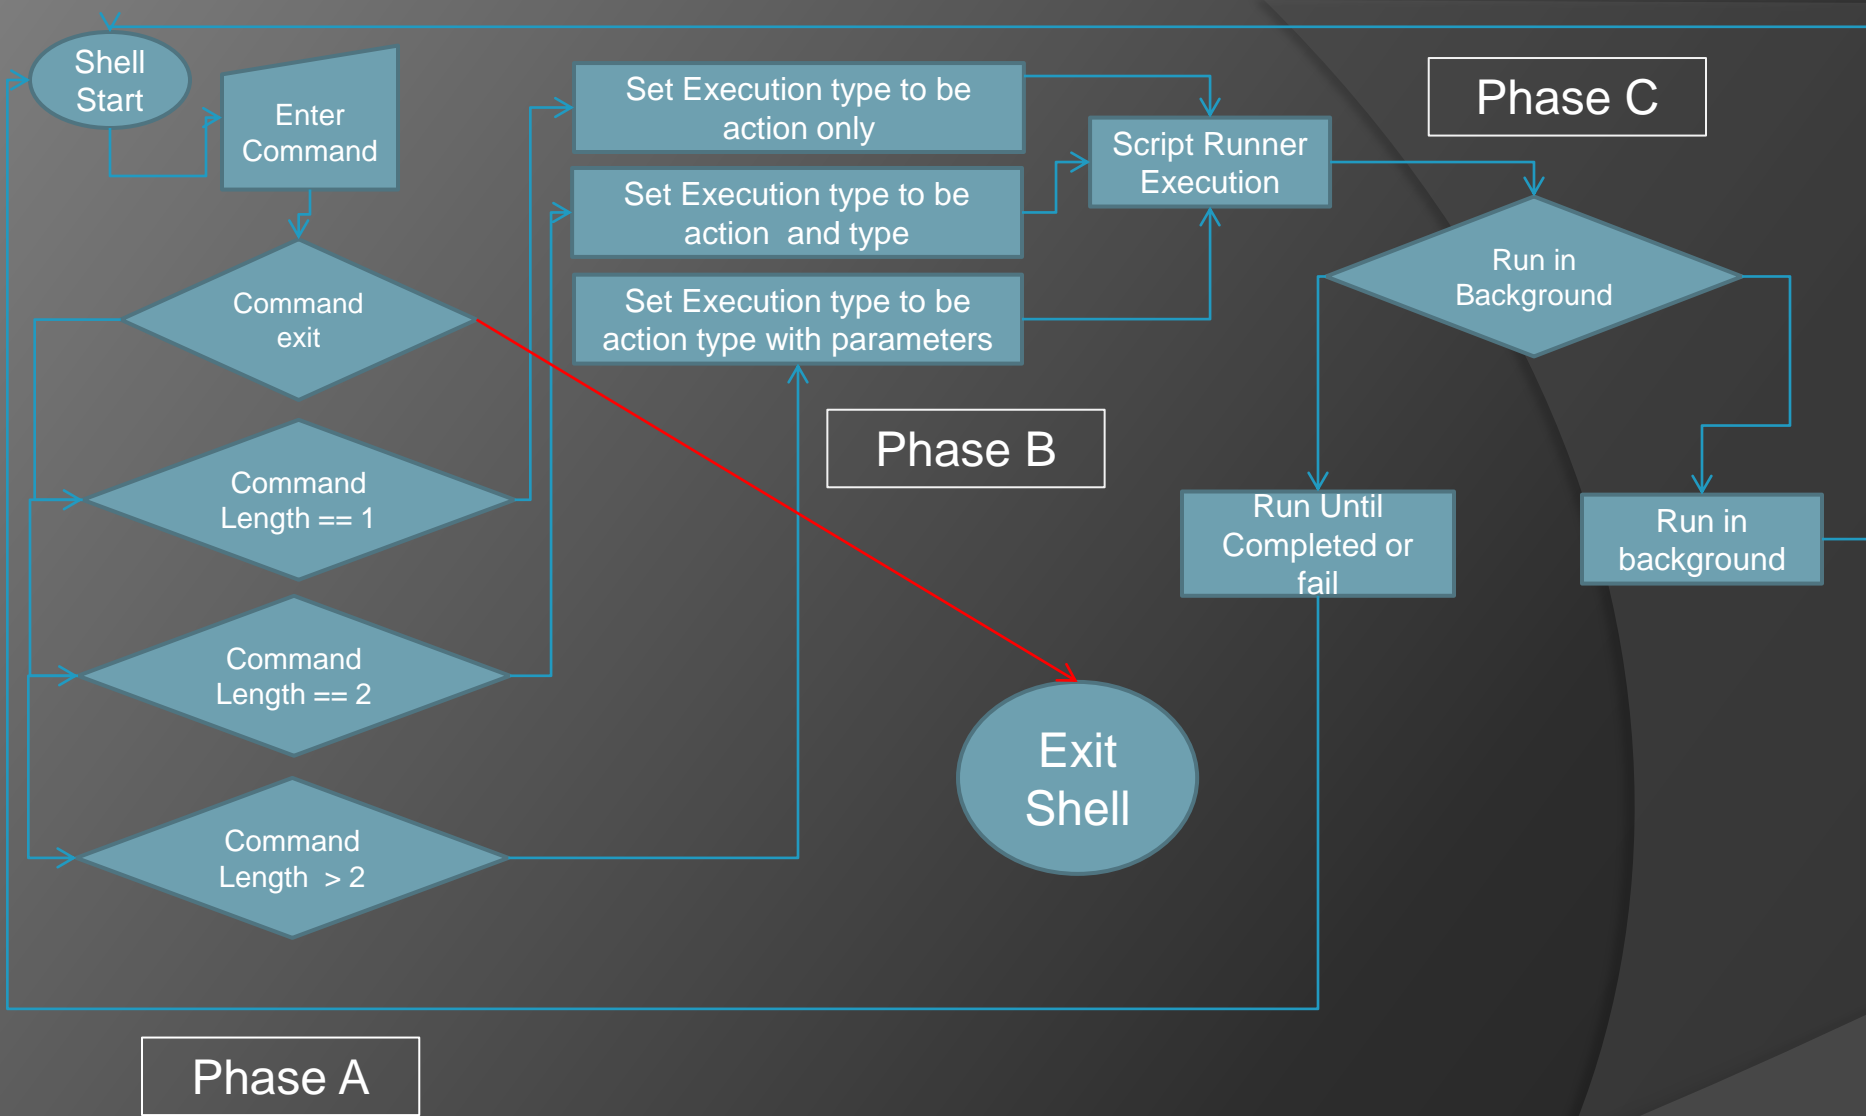 Shell
Start
Enter
Command
Command
exit
Command
Length == 1
Command
Length == 2
Command
Length  > 2
Phase A
Set Execution type to be
action only
Set Execution type to be
action  and type
Set Execution type to be
action type with parameters
Phase B
Script Runner
Execution
Exit
Shell
Phase C
Run in
Background
Run Until
Completed or
fail
Run in
background